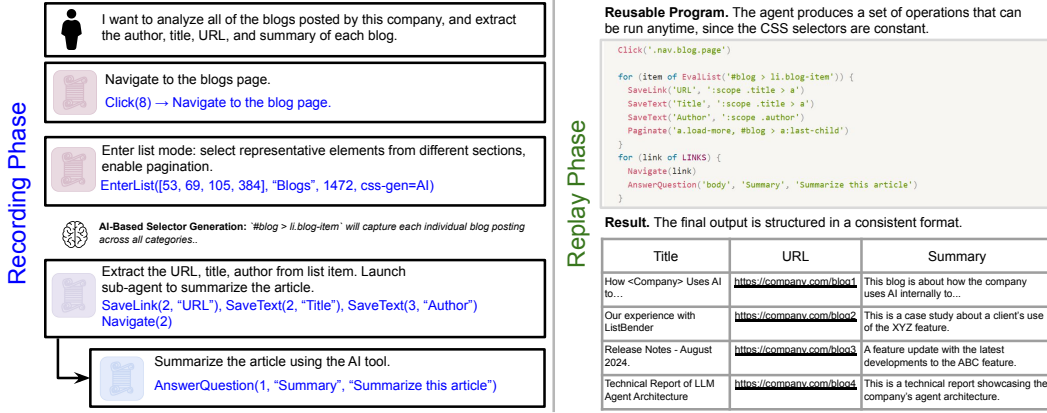 Recording Phase
I want to analyze all of the blogs posted by this company, and extract
the author, title, URL, and summary of each blog.
Navigate to the blogs page.
Click(8) → Navigate to the blog page.
Enter list mode: select representative elements from different sections,
enable pagination.
EnterList([53, 69, 105, 384], “Blogs”, 1472, css-gen=AI)
AI-Based Selector Generation: `#blog > li.blog-item` will capture each individual blog posting
across all categories..
Extract the URL, title, author from list item. Launch
sub-agent to summarize the article.
SaveLink(2, “URL”), SaveText(2, “Title”), SaveText(3, “Author”)
Navigate(2)
Summarize the article using the AI tool.
AnswerQuestion(1, “Summary”, “Summarize this article”)
Replay Phase
Reusable Program. The agent produces a set of operations that can
be run anytime, since the CSS selectors are constant.
Click('.nav.blog.page')
for (item of EvalList('#blog > li.blog-item')) {
SaveLink('URL', ':scope .title > a')
SaveText('Title', ':scope .title > a')
SaveText('Author', ':scope .author')
Paginate('a.load-more, #blog > a:last-child')
}
for (link of LINKS) {
Navigate(link)
AnswerQuestion('body', 'Summary', 'Summarize this article')
}
Result. The final output is structured in a consistent format.
Title URL Summary
How <Company> Uses AI https://company.com/blog1 This blog is about how the company
to… uses AI internally to...
Our experience with https://company.com/blog2 This is a case study about a client’s use
ListBender of the XYZ feature.
Release Notes - August https://company.com/blog3 A feature update with the latest
2024. developments to the ABC feature.
Technical Report of LLM https://company.com/blog4 This is a technical report showcasing the
Agent Architecture company’s agent architecture.